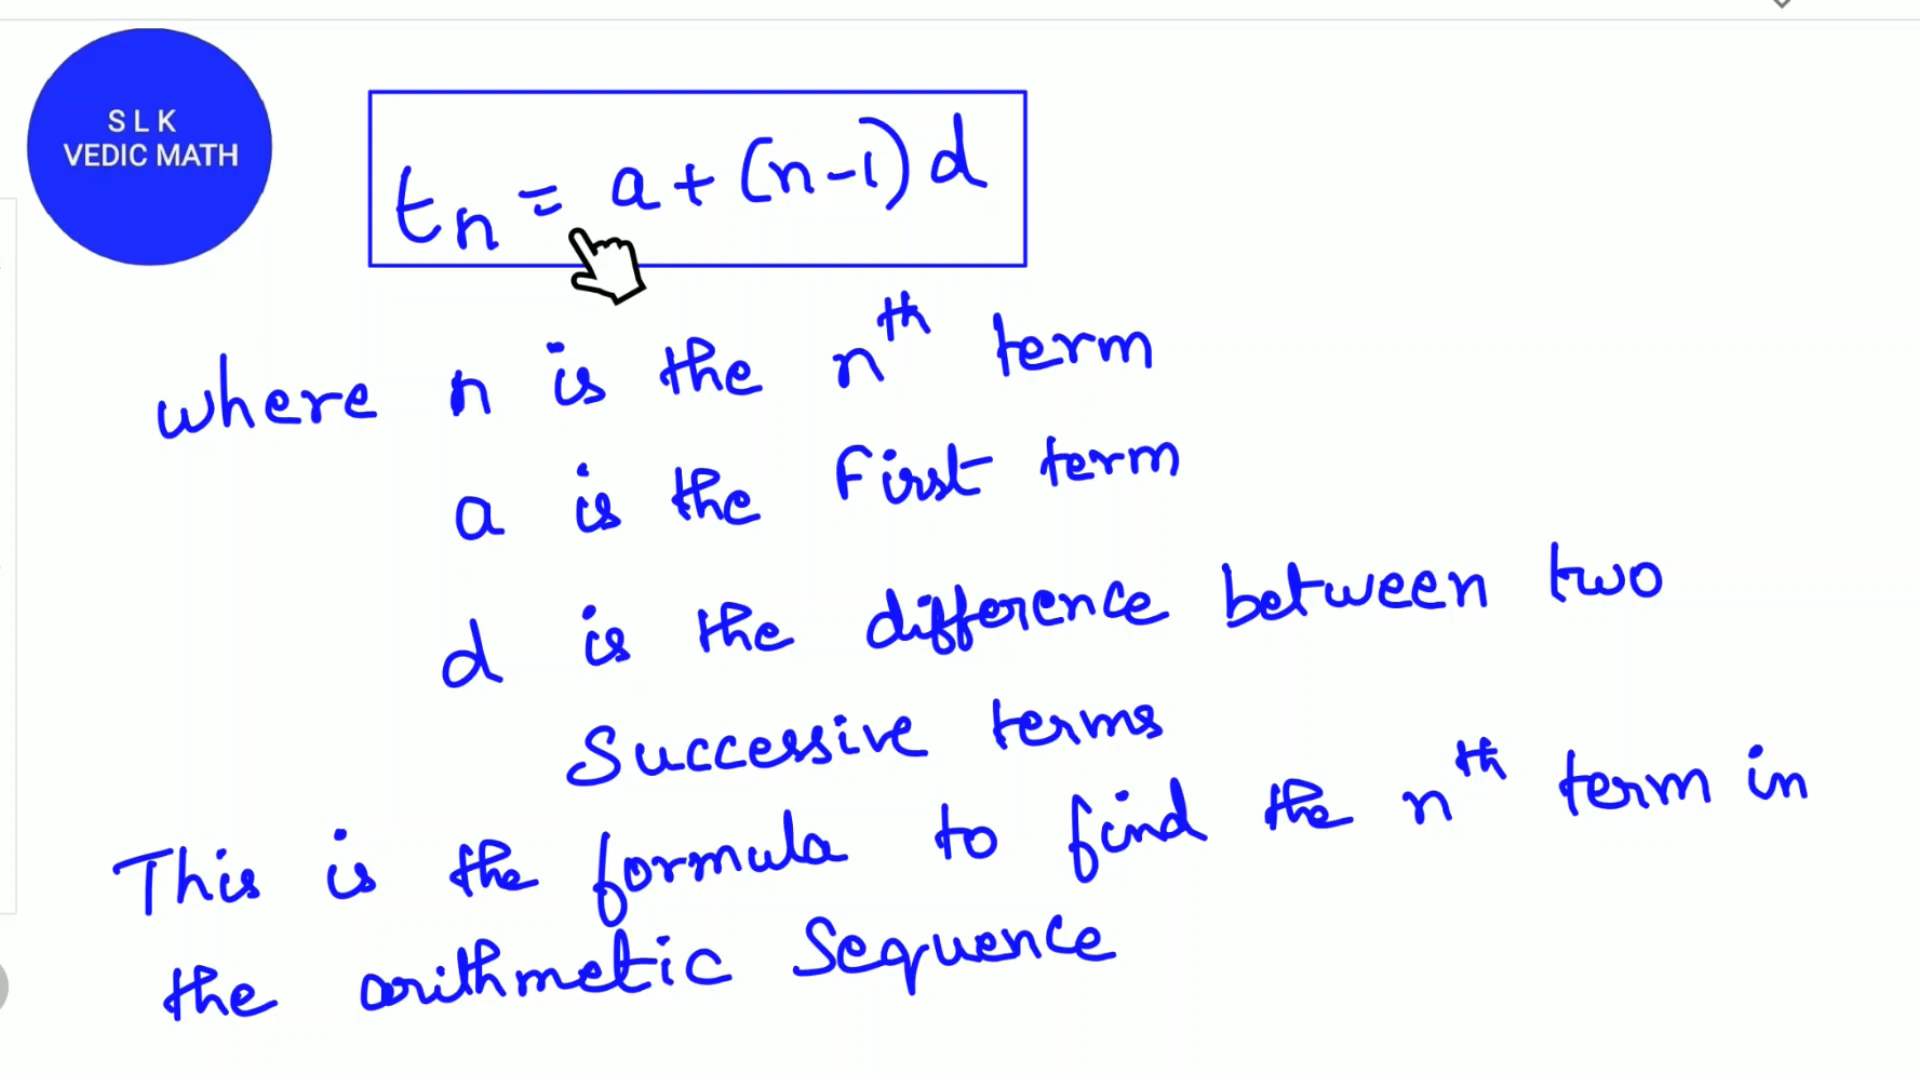 S L K
VEDIC MATH
tn = a + (n-1) d
where n is the nth term
a is the First term
d is the difference between two
Successive terms
This is the formula to find the nth term in
the arithmetic Sequence